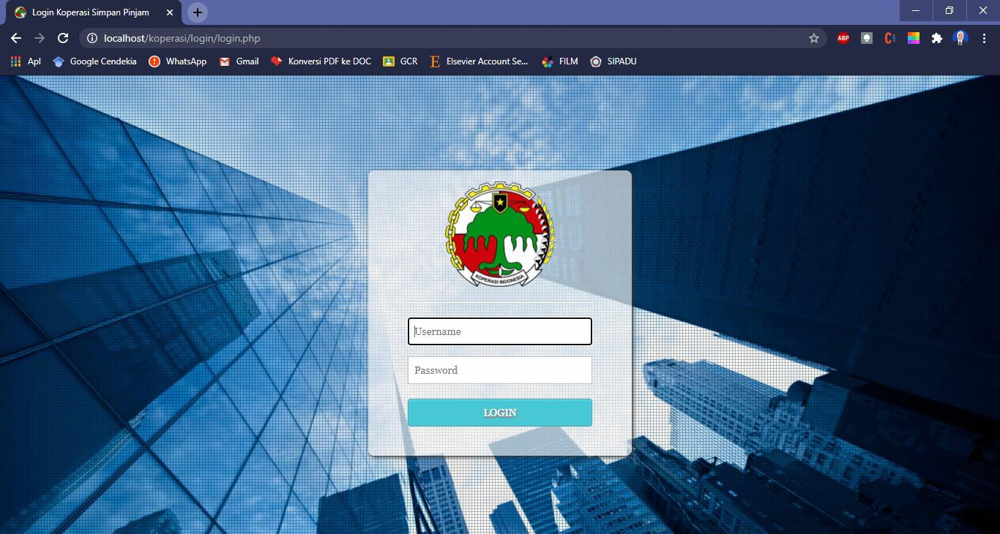 Login Koperasi Simpan Pinjam
localhost/koperasi/login/login.php
ABP
Apl Google Cendekia WhatsApp Gmail Konversi PDF ke DOC GCR Elsevier Account Se... FILM SIPADU
KOPERASI INDONESIA
Username
Password
LOGIN